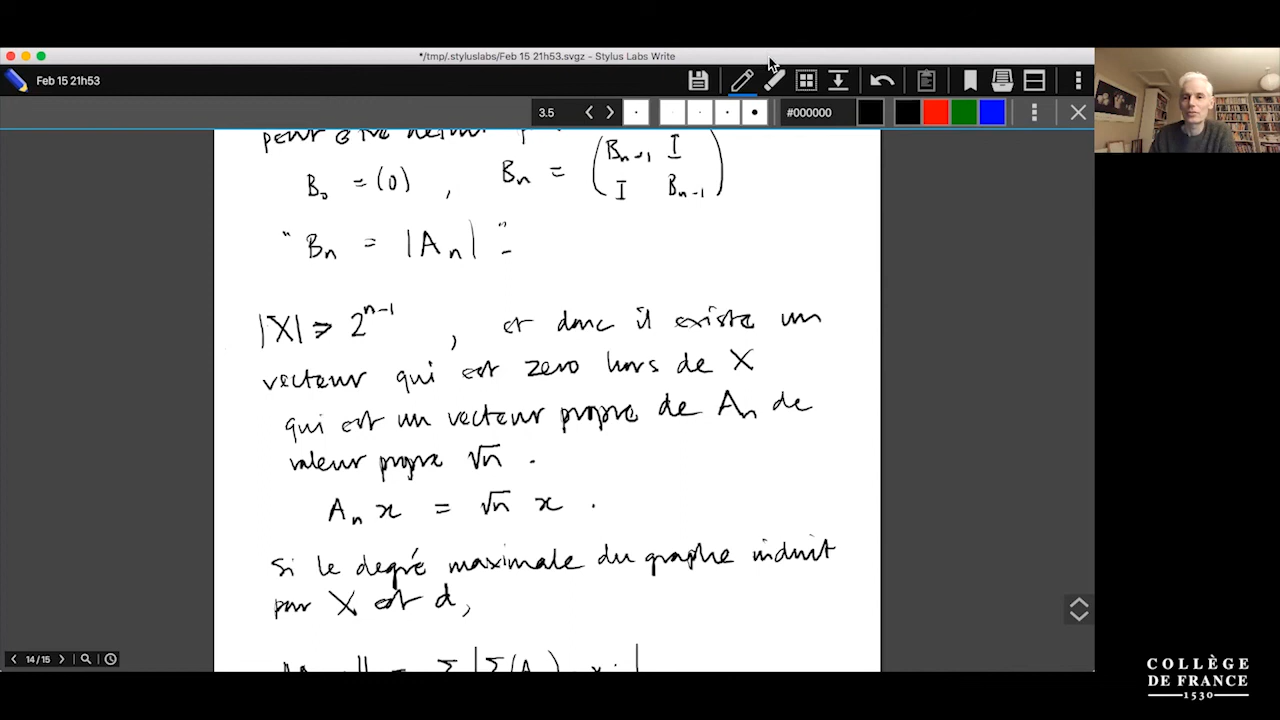 */tmp/.styluslabs/Feb 15 21h53.svgz - Stylus Labs Write
Feb 15 21h53
3.5
#000000
peut être
B₀ = (0) , Bₙ = (Bₙ₋₁ I
I Bₙ₋₁)
" Bₙ = |Aₙ| "
|X| > 2ⁿ⁻¹ , et donc il existe un
vecteur qui est zero hors de X
qui est un vecteur propre de Aₙ de
valeur propre √n .
Aₙ x = √n x .
Si le degré maximale du graphe induit
par X est d,
14/15
COLLÈGE
DE FRANCE
1530